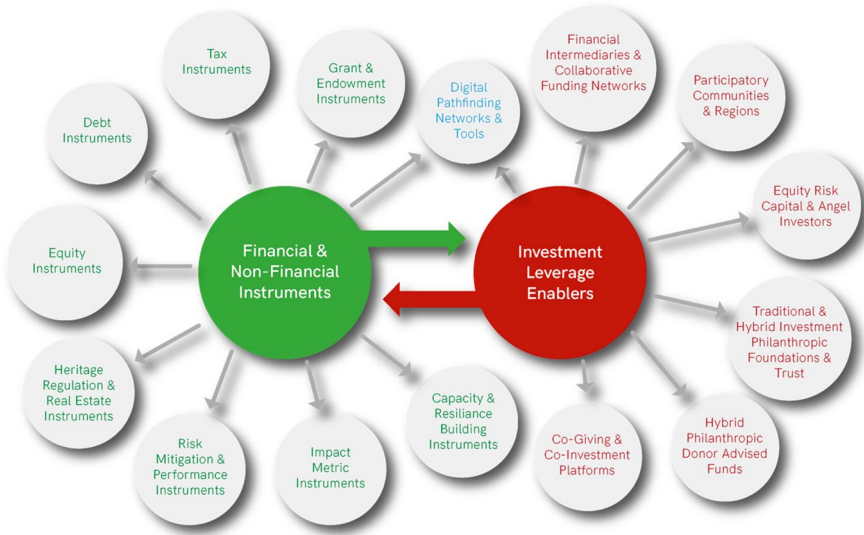 Tax
Instruments
Grant &
Endowment
Instruments
Digital
Pathfinding
Networks &
Tools
Financial
Intermediaries &
Collaborative
Funding Networks
Participatory
Communities
& Regions
Debt
Instruments
Equity Risk
Capital & Angel
Investors
Equity
Instruments
Financial &
Non-Financial
Instruments
Investment
Leverage
Enablers
Traditional &
Hybrid Investment
Philanthropic
Foundations &
Trust
Heritage
Regulation &
Real Estate
Instruments
Risk
Mitigation &
Performance
Instruments
Impact
Metric
Instruments
Capacity &
Resiliance
Building
Instruments
Co-Giving &
Co-Investment
Platforms
Hybrid
Philanthropic
Donor Advised
Funds